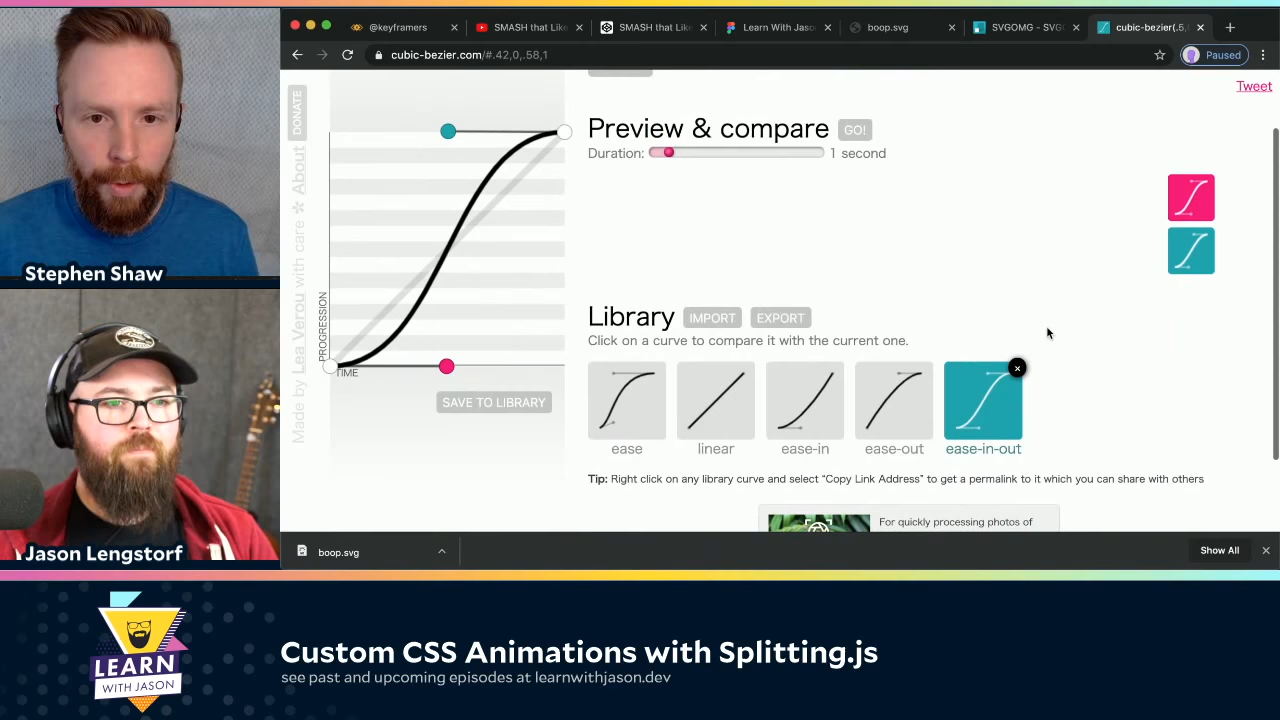 @keyframers
SMASH that Lik
SMASH that Lik
Learn With Jaso
boop.svg
SVGOMG - SVGO
cubic-bezier(.5,
cubic-bezier.com/#.42,0,.58,1
Paused
Tweet
DONATE
Made by Lea Verou with care ✲ About
PROGRESSION
TIME
SAVE TO LIBRARY
Preview & compare GO!
Duration: 1 second
Library IMPORT EXPORT
Click on a curve to compare it with the current one.
ease linear ease-in ease-out ease-in-out
Tip: Right click on any library curve and select “Copy Link Address” to get a permalink to it which you can share with others
For quickly processing photos of
boop.svg
Show All
Stephen Shaw
Jason Lengstorf
LEARN
WITH JASON
Custom CSS Animations with Splitting.js
see past and upcoming episodes at learnwithjason.dev